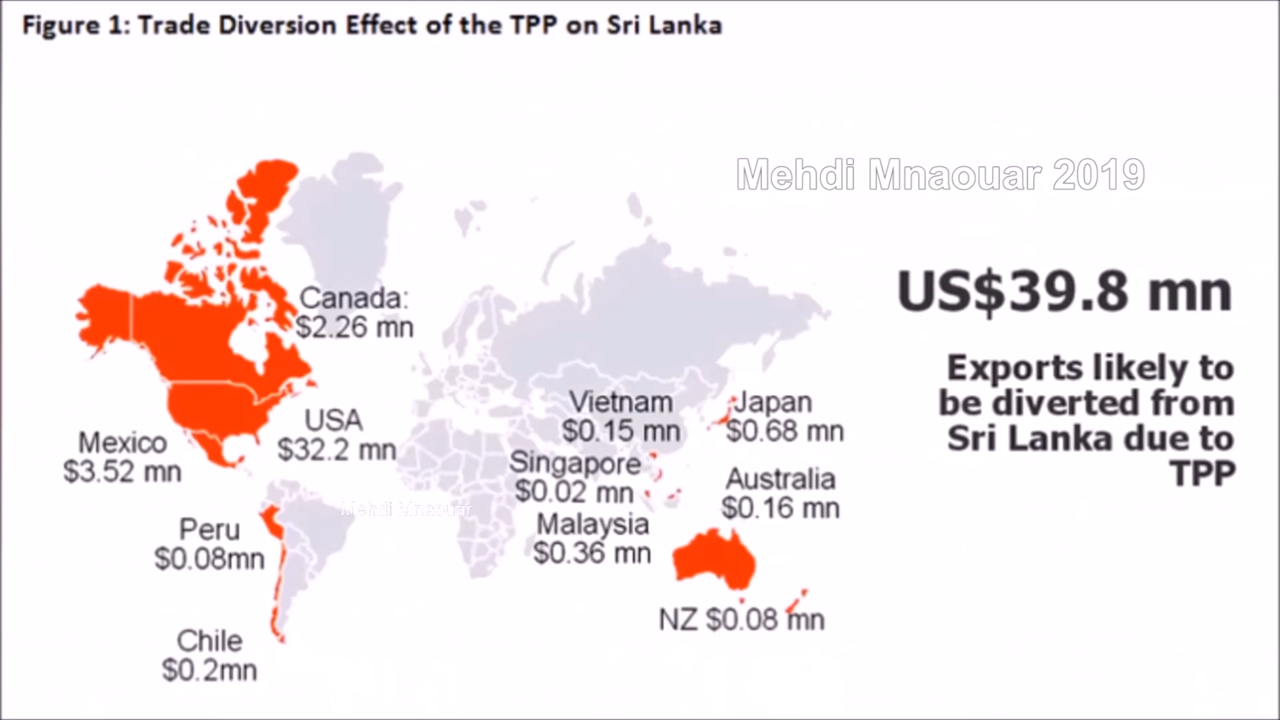 Figure 1: Trade Diversion Effect of the TPP on Sri Lanka
Mehdi Mnaouar 2019
US$39.8 mn
Exports likely to
be diverted from
Sri Lanka due to
TPP
Canada:
$2.26 mn
USA
$32.2 mn
Mexico
$3.52 mn
Vietnam
$0.15 mn
Japan
$0.68 mn
Singapore
$0.02 mn
Australia
$0.16 mn
Mehdi Mnaouar
Malaysia
$0.36 mn
Peru
$0.08mn
NZ $0.08 mn
Chile
$0.2mn